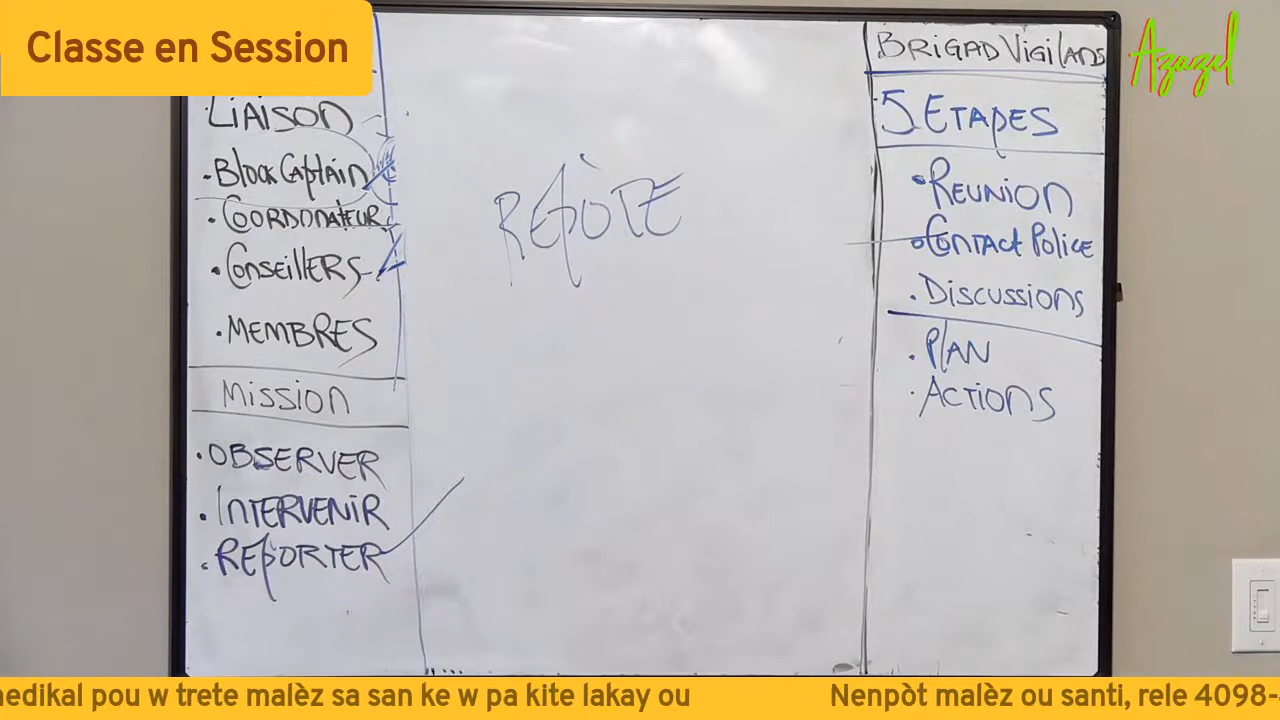 Classe en Session
LIAISON
• Block Captain
• COORDONATEUR
• CONSEILLERS
• MEMBRES
Mission
• OBSERVER
• INTERVENIR
• REPORTER
REPÒTE
BRIGAD VIGILANS
5 ETAPES
• REUNION
• CONTACT POLICE
• DISCUSSIONS
• PLAN
• ACTIONS
Azazel
medikal pou w trete malèz sa san ke w pa kite lakay ou
Nenpòt malèz ou santi, rele 4098-